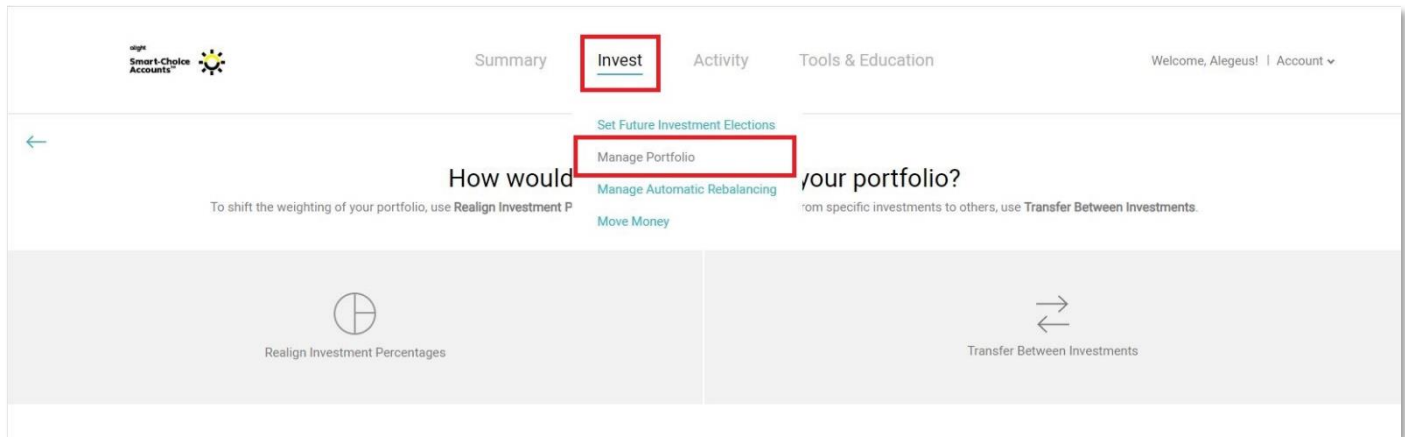 alight
Smart-Choice
Accounts℠
Summary Invest Activity Tools & Education
Welcome, Alegeus! | Account
Set Future Investment Elections
Manage Portfolio
Manage Automatic Rebalancing
Move Money
How would your portfolio?
To shift the weighting of your portfolio, use Realign Investment P rom specific investments to others, use Transfer Between Investments.
Realign Investment Percentages
Transfer Between Investments